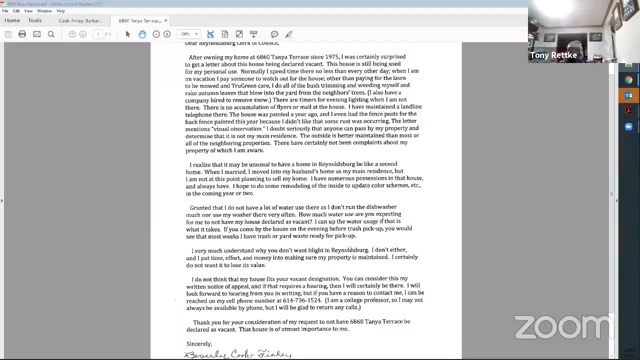 File Edit View Window Help
Home Tools Cook-Finley, Barbar... 6860 Tanya Terrace...
Dear Reynoldsburg Clerk of Council,
After owning my home at 6860 Tanya Terrace since 1975, I was certainly surprised
to get a letter about this house being declared vacant. This house is still being used
for my personal use. Normally I spend time there no less than every other day; when I am
on vacation I pay someone to watch out for the house; other than paying for the lawn
to be mowed and TruGreen care, I do all of the bush trimming and weeding myself and
rake autumn leaves that blow into the yard from the neighbors' trees. (I also have a
company hired to remove snow.) There are timers for evening lighting when I am not
there. There is no accumulation of flyers or mail at the house. I have maintained a landline
telephone there. The house was painted a year ago, and I even had the fence posts for the
back fence painted this year because I didn't like that some rust was occurring. The letter
mentions "visual observation." I doubt seriously that anyone can pass by my property and
determine that it is not my main residence. The outside is better maintained than most or
all of the neighboring properties. There have certainly not been complaints about my
property of which I am aware.
I realize that it may be unusual to have a home in Reynoldsburg be like a second
home. When I married, I moved into my husband's home as my main residence, but
I am not at this point planning to sell my home. I have numerous possessions in that house,
and always have. I hope to do some remodeling of the inside to update color schemes, etc.,
in the coming year or two.
Granted that I do not have a lot of water use there as I don't run the dishwasher
much nor use my washer there very often. How much water use are you expecting
for me to not have my house declared as vacant? I can up the water usage if that is
what it takes. If you come by the house on the evening before trash pick-up, you would
see that most weeks I have trash or yard waste ready for pick-up.
I very much understand why you don't want blight in Reynoldsburg. I don't either,
and I put time, effort, and money into making sure my property is maintained. I certainly
do not want it to lose its value.
I do not think that my house fits your vacant designation. You can consider this my
written notice of appeal, and if that requires a hearing, then I will certainly be there. I will
look forward to hearing from you in writing, but if you have a reason to contact me, I can be
reached on my cell phone number at 614-736-1524. (I am a college professor, so I may not
always be available by phone, but I will be glad to return any calls.)
Thank you for your consideration of my request to not have 6860 Tanya Terrace be
declared as vacant. That house is of utmost importance to me.
Sincerely,
Beverly Cook Finley
Tony Rettke
zoom